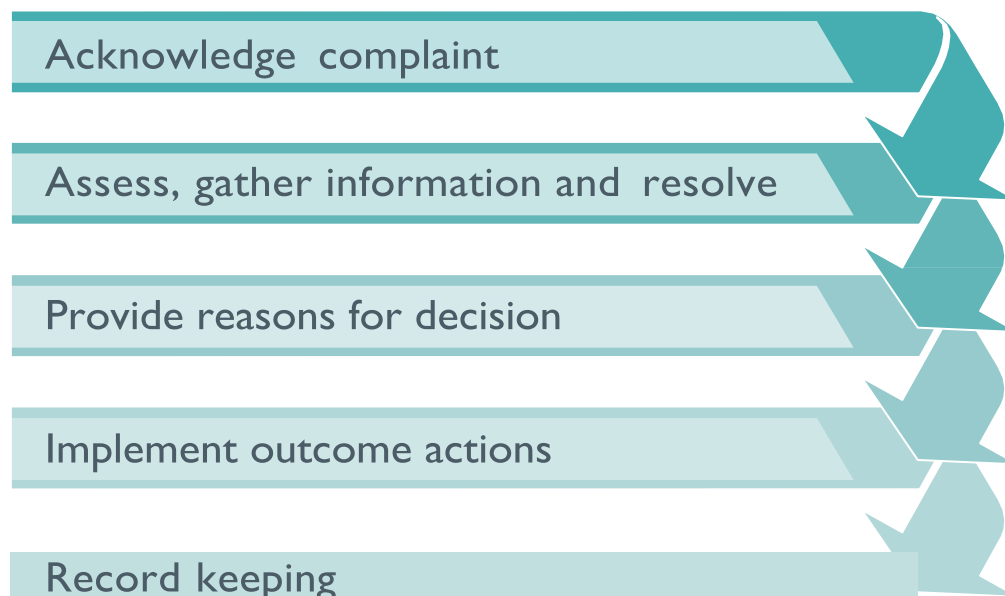 Acknowledge complaint
Assess, gather information and resolve
Provide reasons for decision
Implement outcome actions
Record keeping